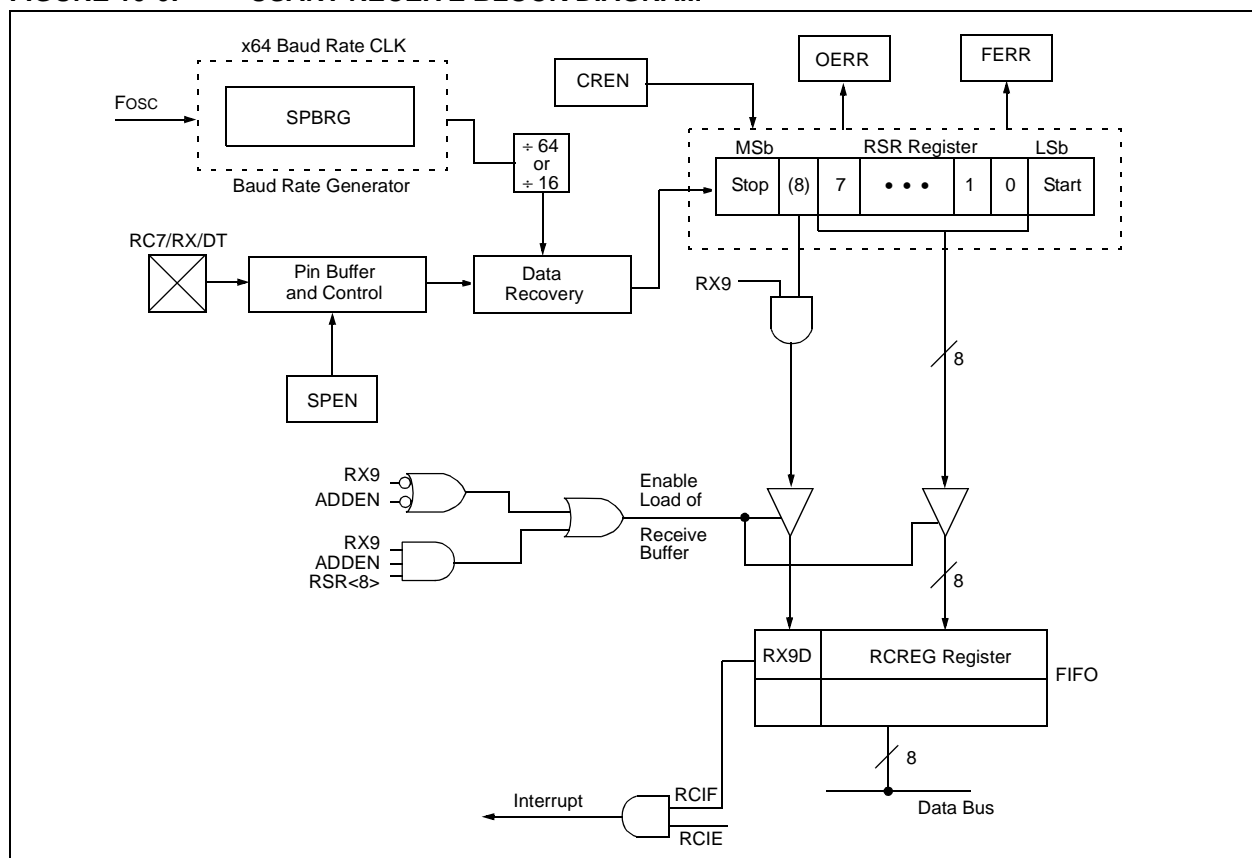 x64 Baud Rate CLK
FOSC
SPBRG
Baud Rate Generator
÷ 64
or
÷ 16
CREN
OERR
FERR
MSb
RSR Register
LSb
Stop
(8)
7
• • •
1
0
Start
RC7/RX/DT
Pin Buffer
and Control
Data
Recovery
SPEN
RX9
8
RX9
ADDEN
RX9
ADDEN
RSR<8>
Enable
Load of
Receive
Buffer
8
RX9D
RCREG Register
FIFO
8
Data Bus
Interrupt
RCIF
RCIE